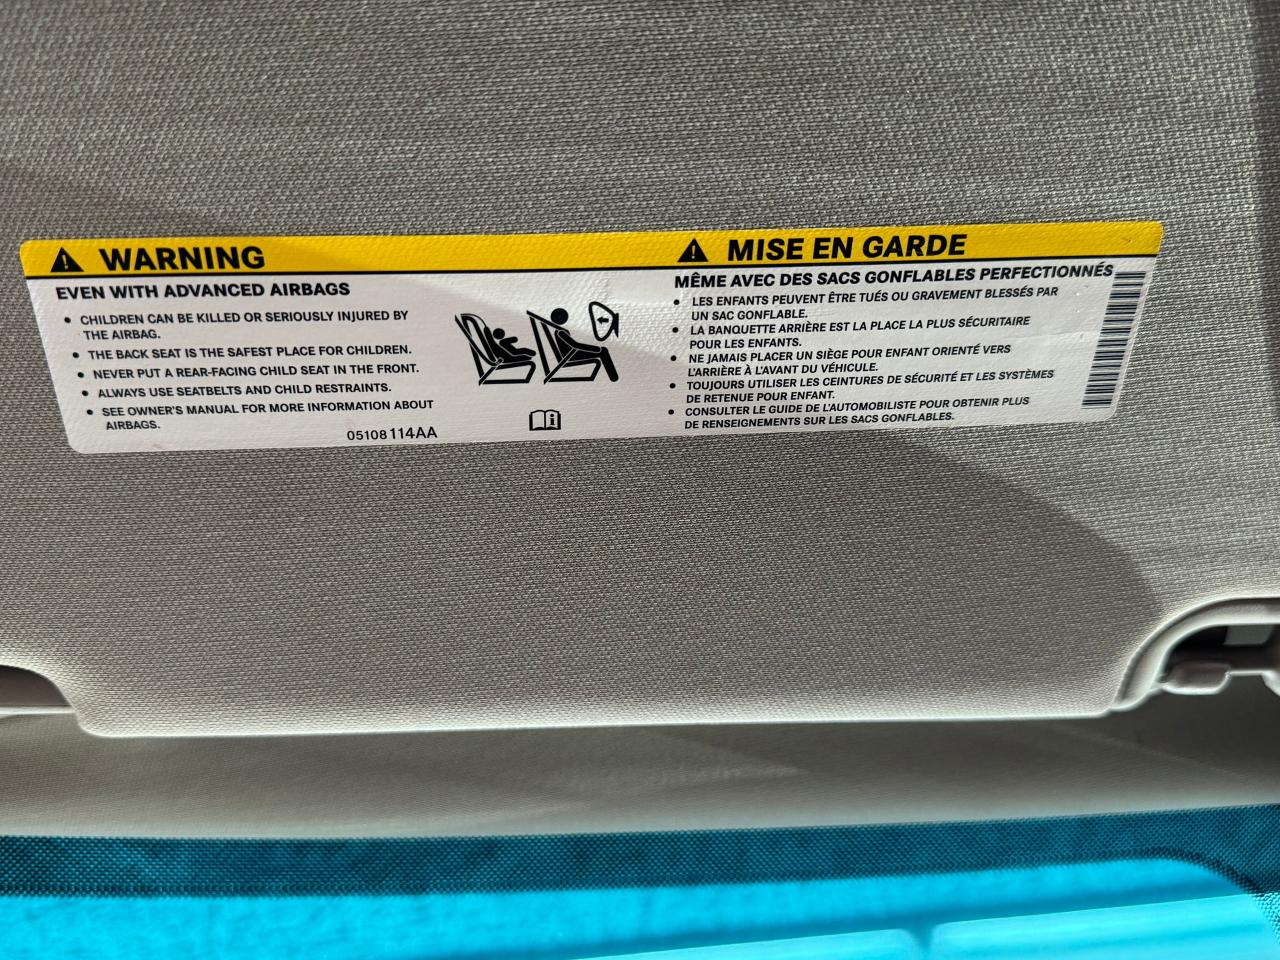 WARNING
EVEN WITH ADVANCED AIRBAGS
• CHILDREN CAN BE KILLED OR SERIOUSLY INJURED BY
THE AIRBAG.
• THE BACK SEAT IS THE SAFEST PLACE FOR CHILDREN.
• NEVER PUT A REAR-FACING CHILD SEAT IN THE FRONT.
• ALWAYS USE SEATBELTS AND CHILD RESTRAINTS.
• SEE OWNER'S MANUAL FOR MORE INFORMATION ABOUT
AIRBAGS.
05108114AA
MISE EN GARDE
MÊME AVEC DES SACS GONFLABLES PERFECTIONNÉS
• LES ENFANTS PEUVENT ÊTRE TUÉS OU GRAVEMENT BLESSÉS PAR
UN SAC GONFLABLE.
• LA BANQUETTE ARRIÈRE EST LA PLACE LA PLUS SÉCURITAIRE
POUR LES ENFANTS.
• NE JAMAIS PLACER UN SIÈGE POUR ENFANT ORIENTÉ VERS
L'ARRIÈRE À L'AVANT DU VÉHICULE.
• TOUJOURS UTILISER LES CEINTURES DE SÉCURITÉ ET LES SYSTÈMES
DE RETENUE POUR ENFANT.
• CONSULTER LE GUIDE DE L'AUTOMOBILISTE POUR OBTENIR PLUS
DE RENSEIGNEMENTS SUR LES SACS GONFLABLES.